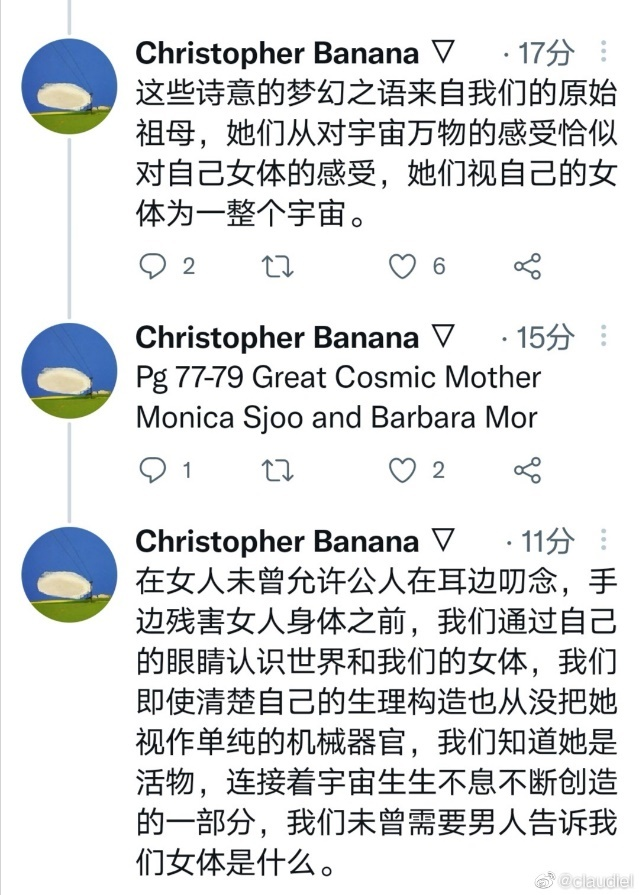 Christopher Banana ▽ · 17分
这些诗意的梦幻之语来自我们的原始
祖母，她们从对宇宙万物的感受恰似
对自己女体的感受，她们视自己的女
体为一整个宇宙。
2 6
Christopher Banana ▽ · 15分
Pg 77-79 Great Cosmic Mother
Monica Sjoo and Barbara Mor
1 2
Christopher Banana ▽ · 11分
在女人未曾允许公人在耳边叨念，手
边残害女人身体之前，我们通过自己
的眼睛认识世界和我们的女体，我们
即使清楚自己的生理构造也从没把她
视作单纯的机械器官，我们知道她是
活物，连接着宇宙生生不息不断创造
的一部分，我们未曾需要男人告诉我
们女体是什么。
@claudiel